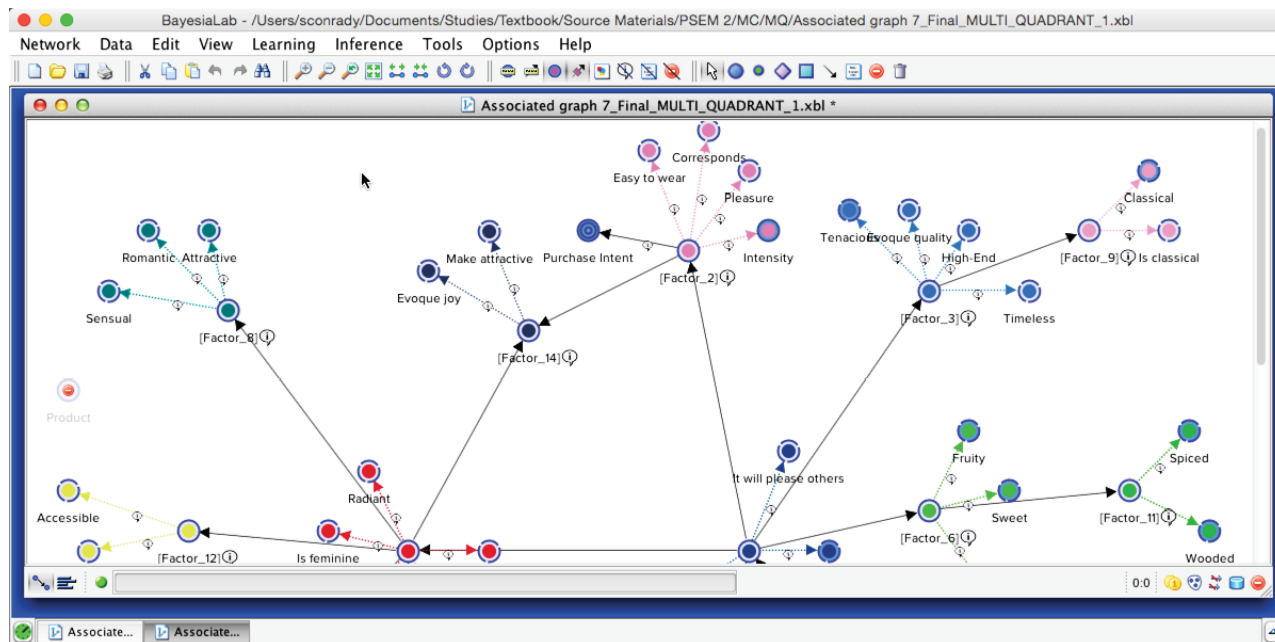 BayesiaLab - /Users/sconrady/Documents/Studies/Textbook/Source Materials/PSEM 2/MC/MQ/Associated graph 7_Final_MULTI_QUADRANT_1.xbl
Network Data Edit View Learning Inference Tools Options Help
Associated graph 7_Final_MULTI_QUADRANT_1.xbl *
Corresponds
Easy to wear
Pleasure
Classical
Romantic Attractive
Make attractive
Purchase Intent
Intensity
Tenacious
Evoque quality
High-End
[Factor_9]
Is classical
[Factor_2]
Evoque joy
Sensual
[Factor_8]
[Factor_3]
Timeless
[Factor_14]
Product
Fruity
Spiced
It will please others
Radiant
Accessible
Sweet
[Factor_11]
[Factor_6]
[Factor_12]
Is feminine
Wooded
0:0
Associate...
Associate...